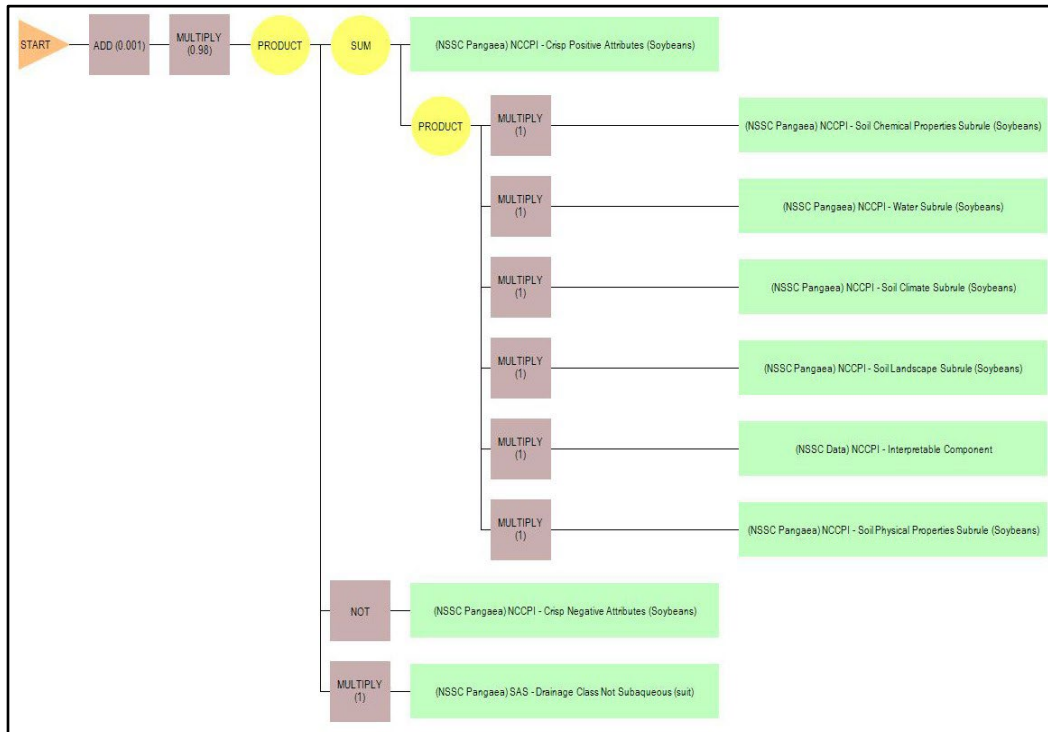 START
ADD (0.001)
MULTIPLY
(0.98)
PRODUCT
SUM
(NSSC Pangaea) NCCPI - Crisp Positive Attributes (Soybeans)
PRODUCT
MULTIPLY
(1)
(NSSC Pangaea) NCCPI - Soil Chemical Properties Subrule (Soybeans)
MULTIPLY
(1)
(NSSC Pangaea) NCCPI - Water Subrule (Soybeans)
MULTIPLY
(1)
(NSSC Pangaea) NCCPI - Soil Climate Subrule (Soybeans)
MULTIPLY
(1)
(NSSC Pangaea) NCCPI - Soil Landscape Subrule (Soybeans)
MULTIPLY
(1)
(NSSC Data) NCCPI - Interpretable Component
MULTIPLY
(1)
(NSSC Pangaea) NCCPI - Soil Physical Properties Subrule (Soybeans)
NOT
(NSSC Pangaea) NCCPI - Crisp Negative Attributes (Soybeans)
MULTIPLY
(1)
(NSSC Pangaea) SAS - Drainage Class Not Subaqueous (suit)